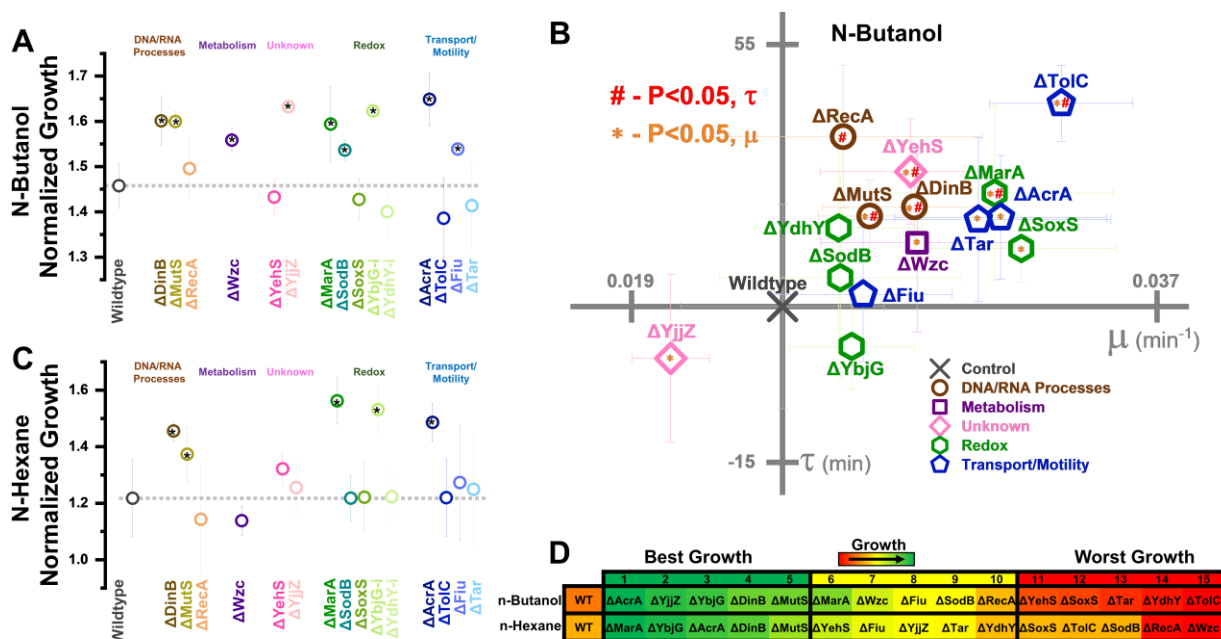 A
DNA/RNA Processes
Metabolism
Unknown
Redox
Transport/ Motility
N-Butanol
Normalized Growth
1.7
1.6
1.5
1.4
1.3
Wildtype
ΔDinB
ΔMutS
ΔRecA
ΔWzc
ΔYehS
ΔYjjZ
ΔMarA
ΔSodB
ΔSoxS
ΔYbjG-i
ΔYdhY-i
ΔAcrA
ΔTolC
ΔFiu
ΔTar
B
N-Butanol
55
# - P<0.05, τ
* - P<0.05, μ
ΔTolC
ΔRecA
ΔYehS
ΔMarA
ΔMutS
ΔDinB
ΔAcrA
ΔYdhY
ΔTar
ΔSoxS
ΔSodB
ΔWzc
Wildtype
ΔFiu
0.019
0.037
μ (min⁻¹)
ΔYjjZ
ΔYbjG
-15
τ (min)
Control
DNA/RNA Processes
Metabolism
Unknown
Redox
Transport/Motility
C
DNA/RNA Processes
Metabolism
Unknown
Redox
Transport/ Motility
N-Hexane
Normalized Growth
1.6
1.4
1.2
1.0
Wildtype
ΔDinB
ΔMutS
ΔRecA
ΔWzc
ΔYehS
ΔYjjZ
ΔMarA
ΔSodB
ΔSoxS
ΔYbjG-i
ΔYdhY-i
ΔAcrA
ΔTolC
ΔFiu
ΔTar
D
Best Growth
Growth
Worst Growth
1 2 3 4 5 6 7 8 9 10 11 12 13 14 15
n-Butanol WT ΔAcrA ΔYjjZ ΔYbjG ΔDinB ΔMutS ΔMarA ΔWzc ΔFiu ΔSodB ΔRecA ΔYehS ΔSoxS ΔTar ΔYdhY ΔTolC
n-Hexane WT ΔMarA ΔYbjG ΔAcrA ΔDinB ΔMutS ΔYehS ΔFiu ΔYjjZ ΔTar ΔYdhY ΔSoxS ΔTolC ΔSodB ΔRecA ΔWzc